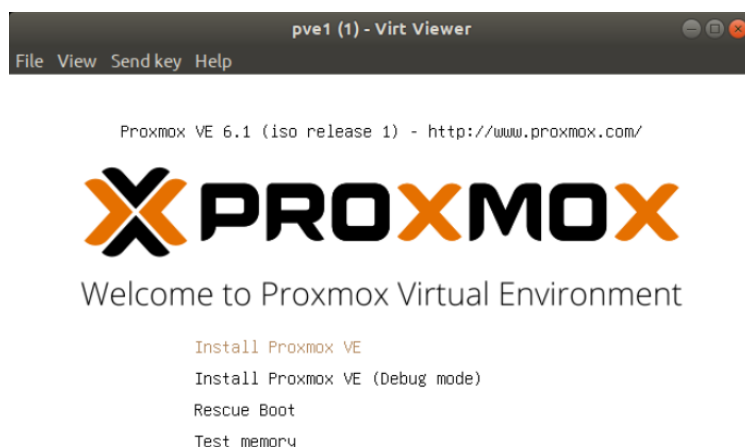 pve1 (1) - Virt Viewer
File View Send key Help
Proxmox VE 6.1 (iso release 1) - http://www.proxmox.com/
PROXMOX
Welcome to Proxmox Virtual Environment
Install Proxmox VE
Install Proxmox VE (Debug mode)
Rescue Boot
Test memory